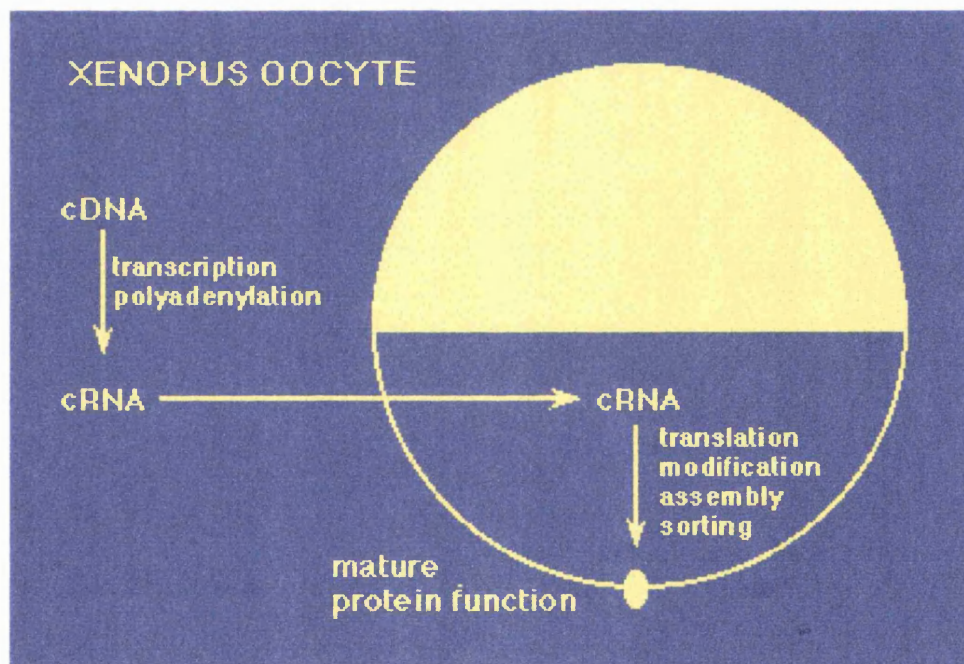 XENOPUS OOCYTE
cDNA
transcription
polyadenylation
cRNA
cRNA
translation
modification
assembly
sorting
mature
protein function